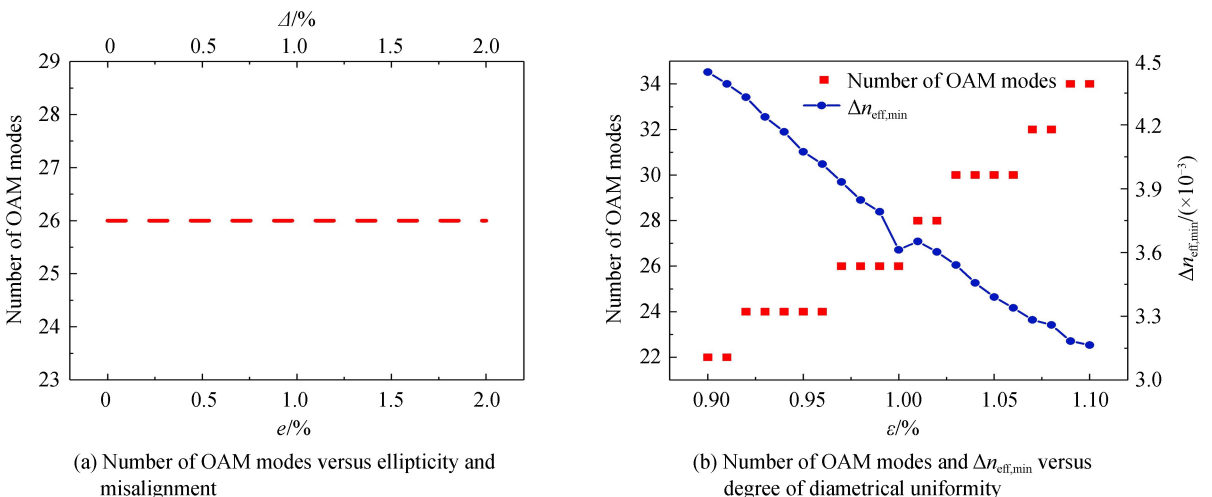 Δ/%
0 0.5 1.0 1.5 2.0
29
28
27
26
25
24
23
Number of OAM modes
0 0.5 1.0 1.5 2.0
e/%
(a) Number of OAM modes versus ellipticity and
misalignment
34
32
30
28
26
24
22
Number of OAM modes
Number of OAM modes
Δn_eff,min
4.5
4.2
3.9
3.6
3.3
3.0
Δn_eff,min/(×10⁻³)
0.90 0.95 1.00 1.05 1.10
ε/%
(b) Number of OAM modes and Δn_eff,min versus
degree of diametrical uniformity